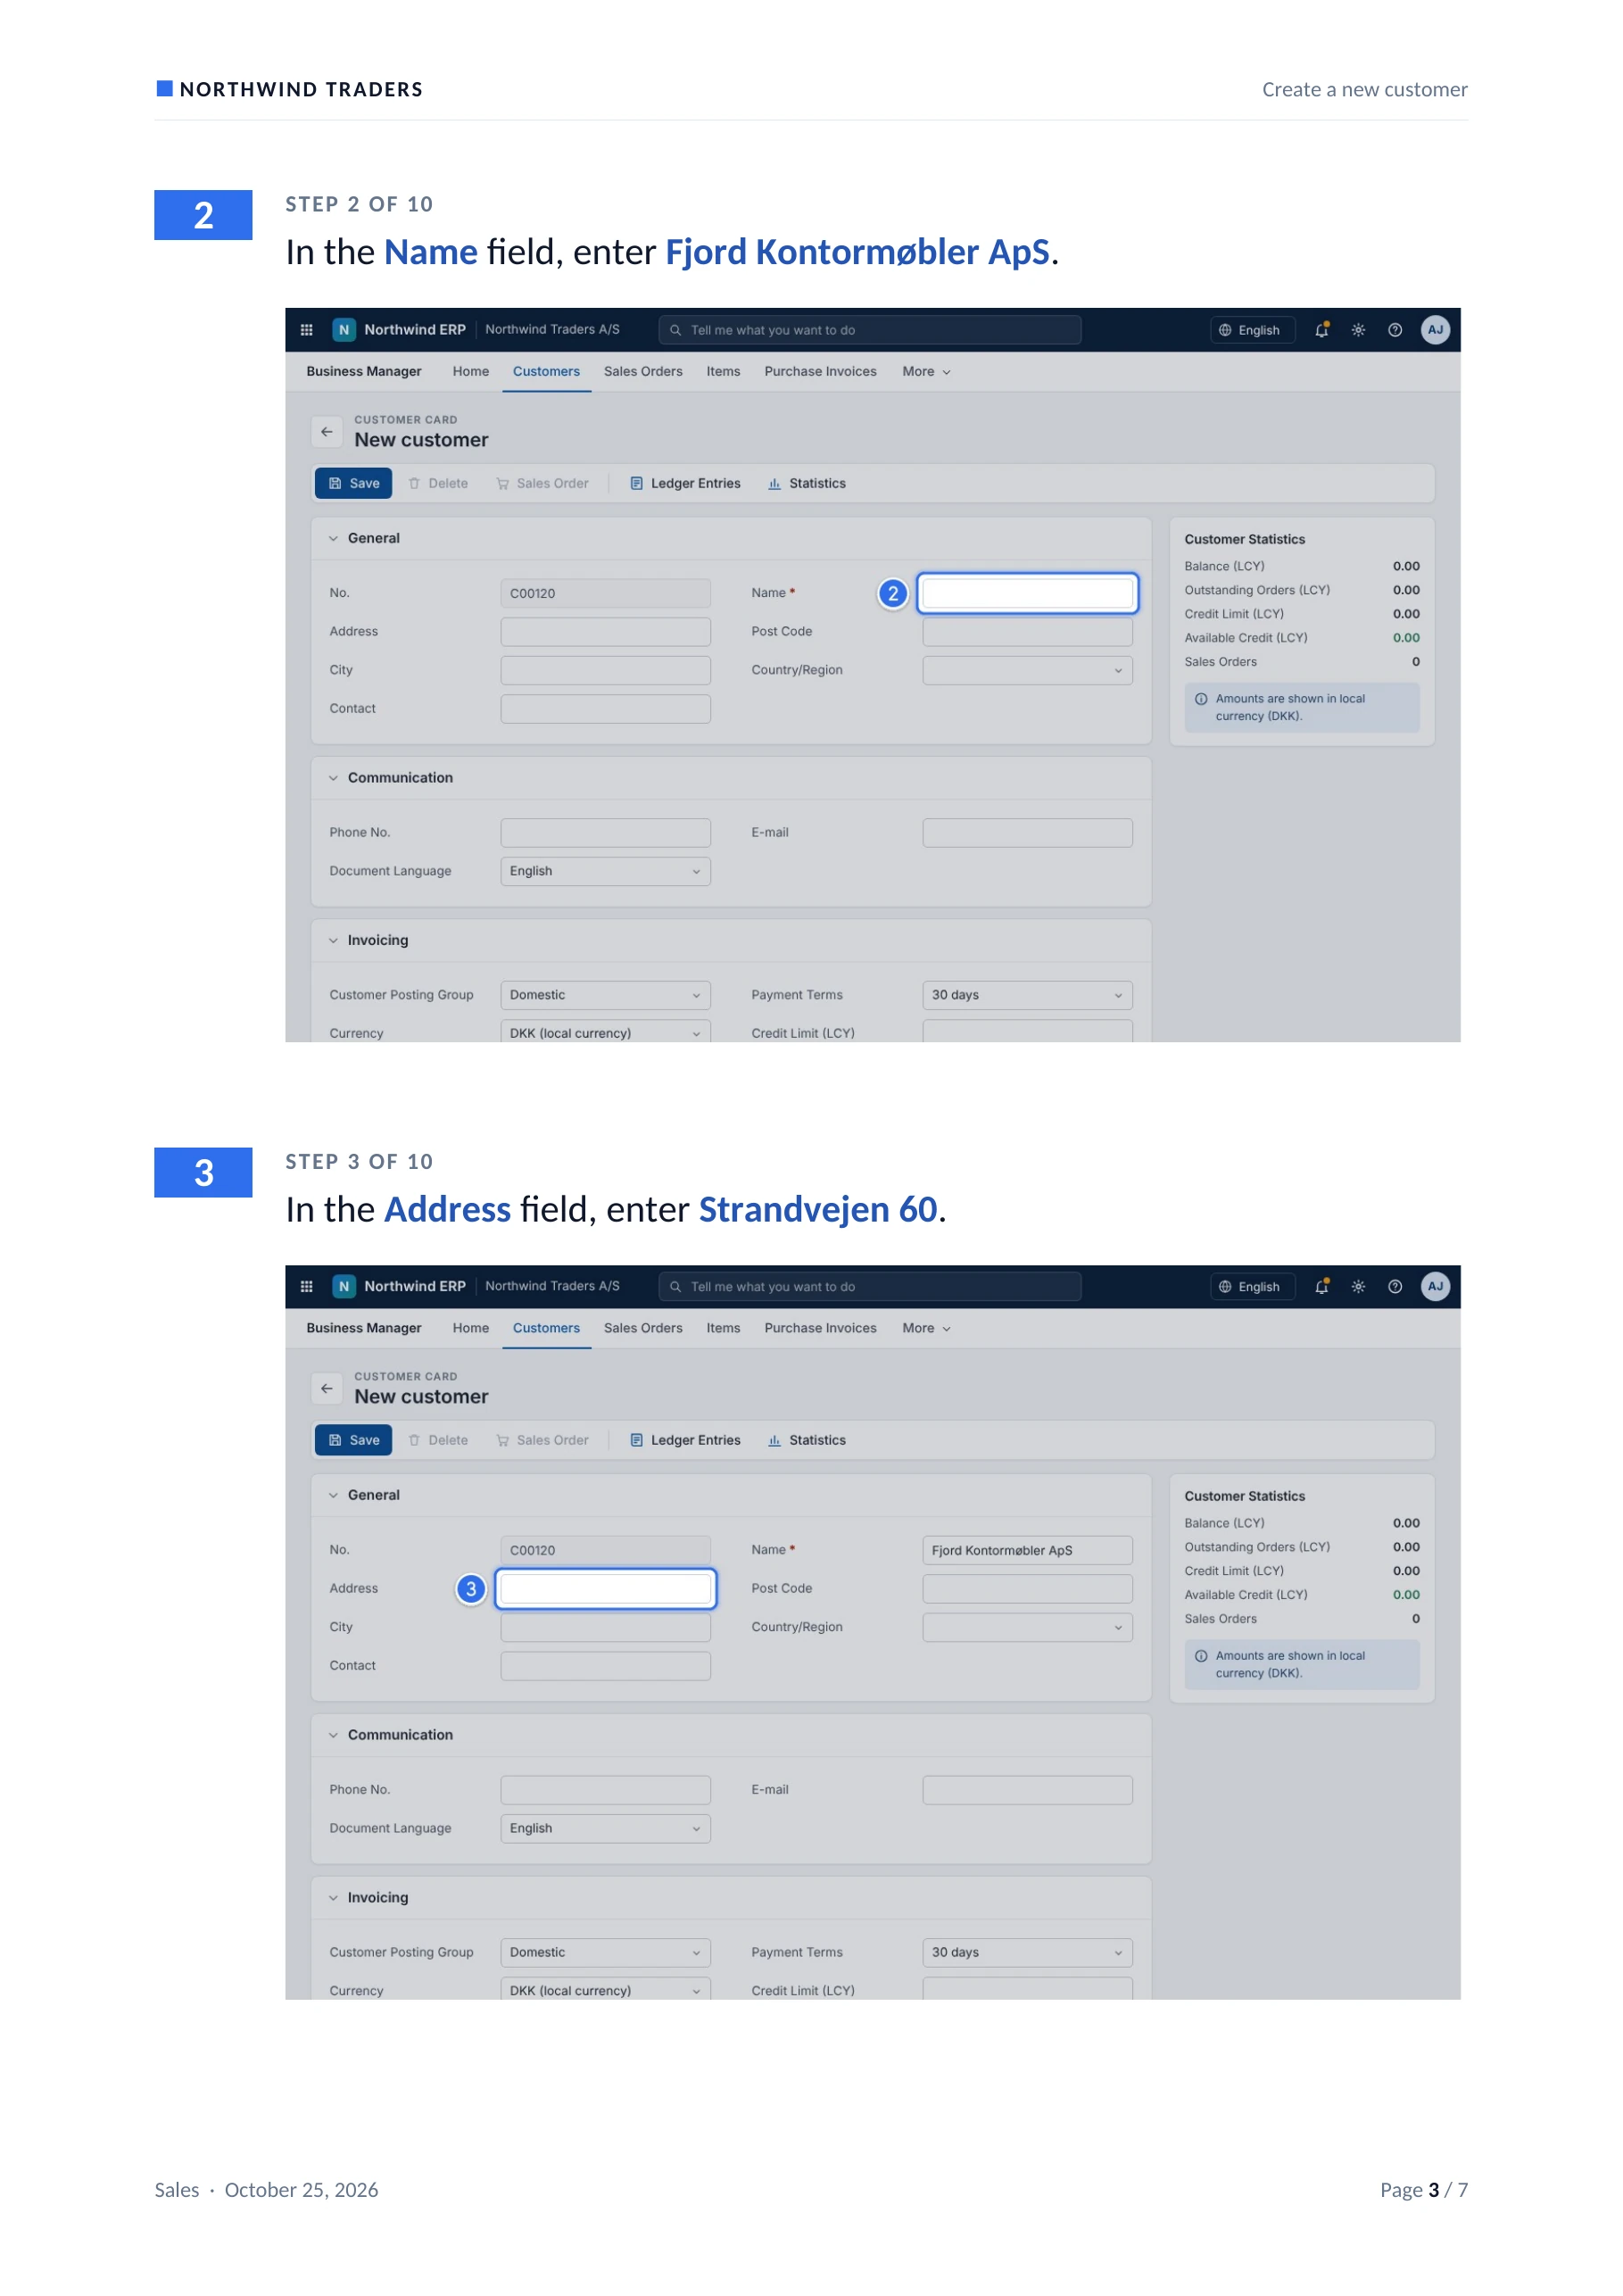 NORTHWIND TRADERS
Create a new customer
2
STEP 2 OF 10
In the Name field, enter Fjord Kontormøbler ApS.
N Northwind ERP Northwind Traders A/S Tell me what you want to do English AJ
Business Manager Home Customers Sales Orders Items Purchase Invoices More
CUSTOMER CARD
New customer
Save Delete Sales Order Ledger Entries Statistics
General
No. C00120 Name * 2
Address Post Code
City Country/Region
Contact
Customer Statistics
Balance (LCY) 0.00
Outstanding Orders (LCY) 0.00
Credit Limit (LCY) 0.00
Available Credit (LCY) 0.00
Sales Orders 0
Amounts are shown in local
currency (DKK).
Communication
Phone No. E-mail
Document Language English
Invoicing
Customer Posting Group Domestic Payment Terms 30 days
Currency DKK (local currency) Credit Limit (LCY)
3
STEP 3 OF 10
In the Address field, enter Strandvejen 60.
N Northwind ERP Northwind Traders A/S Tell me what you want to do English AJ
Business Manager Home Customers Sales Orders Items Purchase Invoices More
CUSTOMER CARD
New customer
Save Delete Sales Order Ledger Entries Statistics
General
No. C00120 Name * Fjord Kontormøbler ApS
Address 3 Post Code
City Country/Region
Contact
Customer Statistics
Balance (LCY) 0.00
Outstanding Orders (LCY) 0.00
Credit Limit (LCY) 0.00
Available Credit (LCY) 0.00
Sales Orders 0
Amounts are shown in local
currency (DKK).
Communication
Phone No. E-mail
Document Language English
Invoicing
Customer Posting Group Domestic Payment Terms 30 days
Currency DKK (local currency) Credit Limit (LCY)
Sales · October 25, 2026
Page 3 / 7